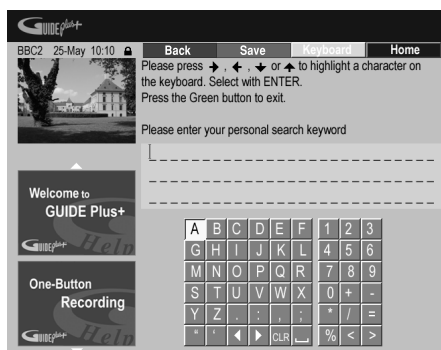 GUIDE Plus+
BBC2 25-May 10:10
Back Save Keyboard Home
Please press , , or to highlight a character on
the keyboard. Select with ENTER.
Press the Green button to exit.
Please enter your personal search keyword
Welcome to
GUIDE Plus+
GUIDE Plus+ Help
One-Button
Recording
GUIDE Plus+ Help
A B C D E F 1 2 3
G H I J K L 4 5 6
M N O P Q R 7 8 9
S T U V W X 0 + -
Y Z . : , ; * / =
" ' CLR % < >